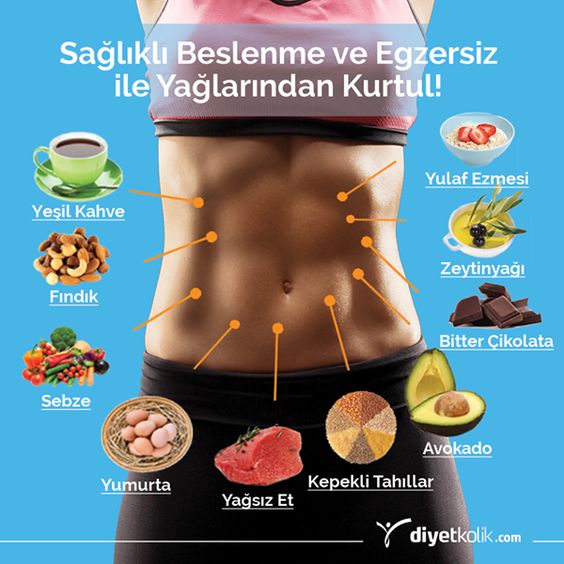 Sağlıklı Beslenme ve Egzersiz
ile Yağlarından Kurtul!
Yeşil Kahve
Yulaf Ezmesi
Fındık
Zeytinyağı
Sebze
Bitter Çikolata
Yumurta
Yağsız Et
Kepekli Tahıllar
Avokado
diyetkolik.com